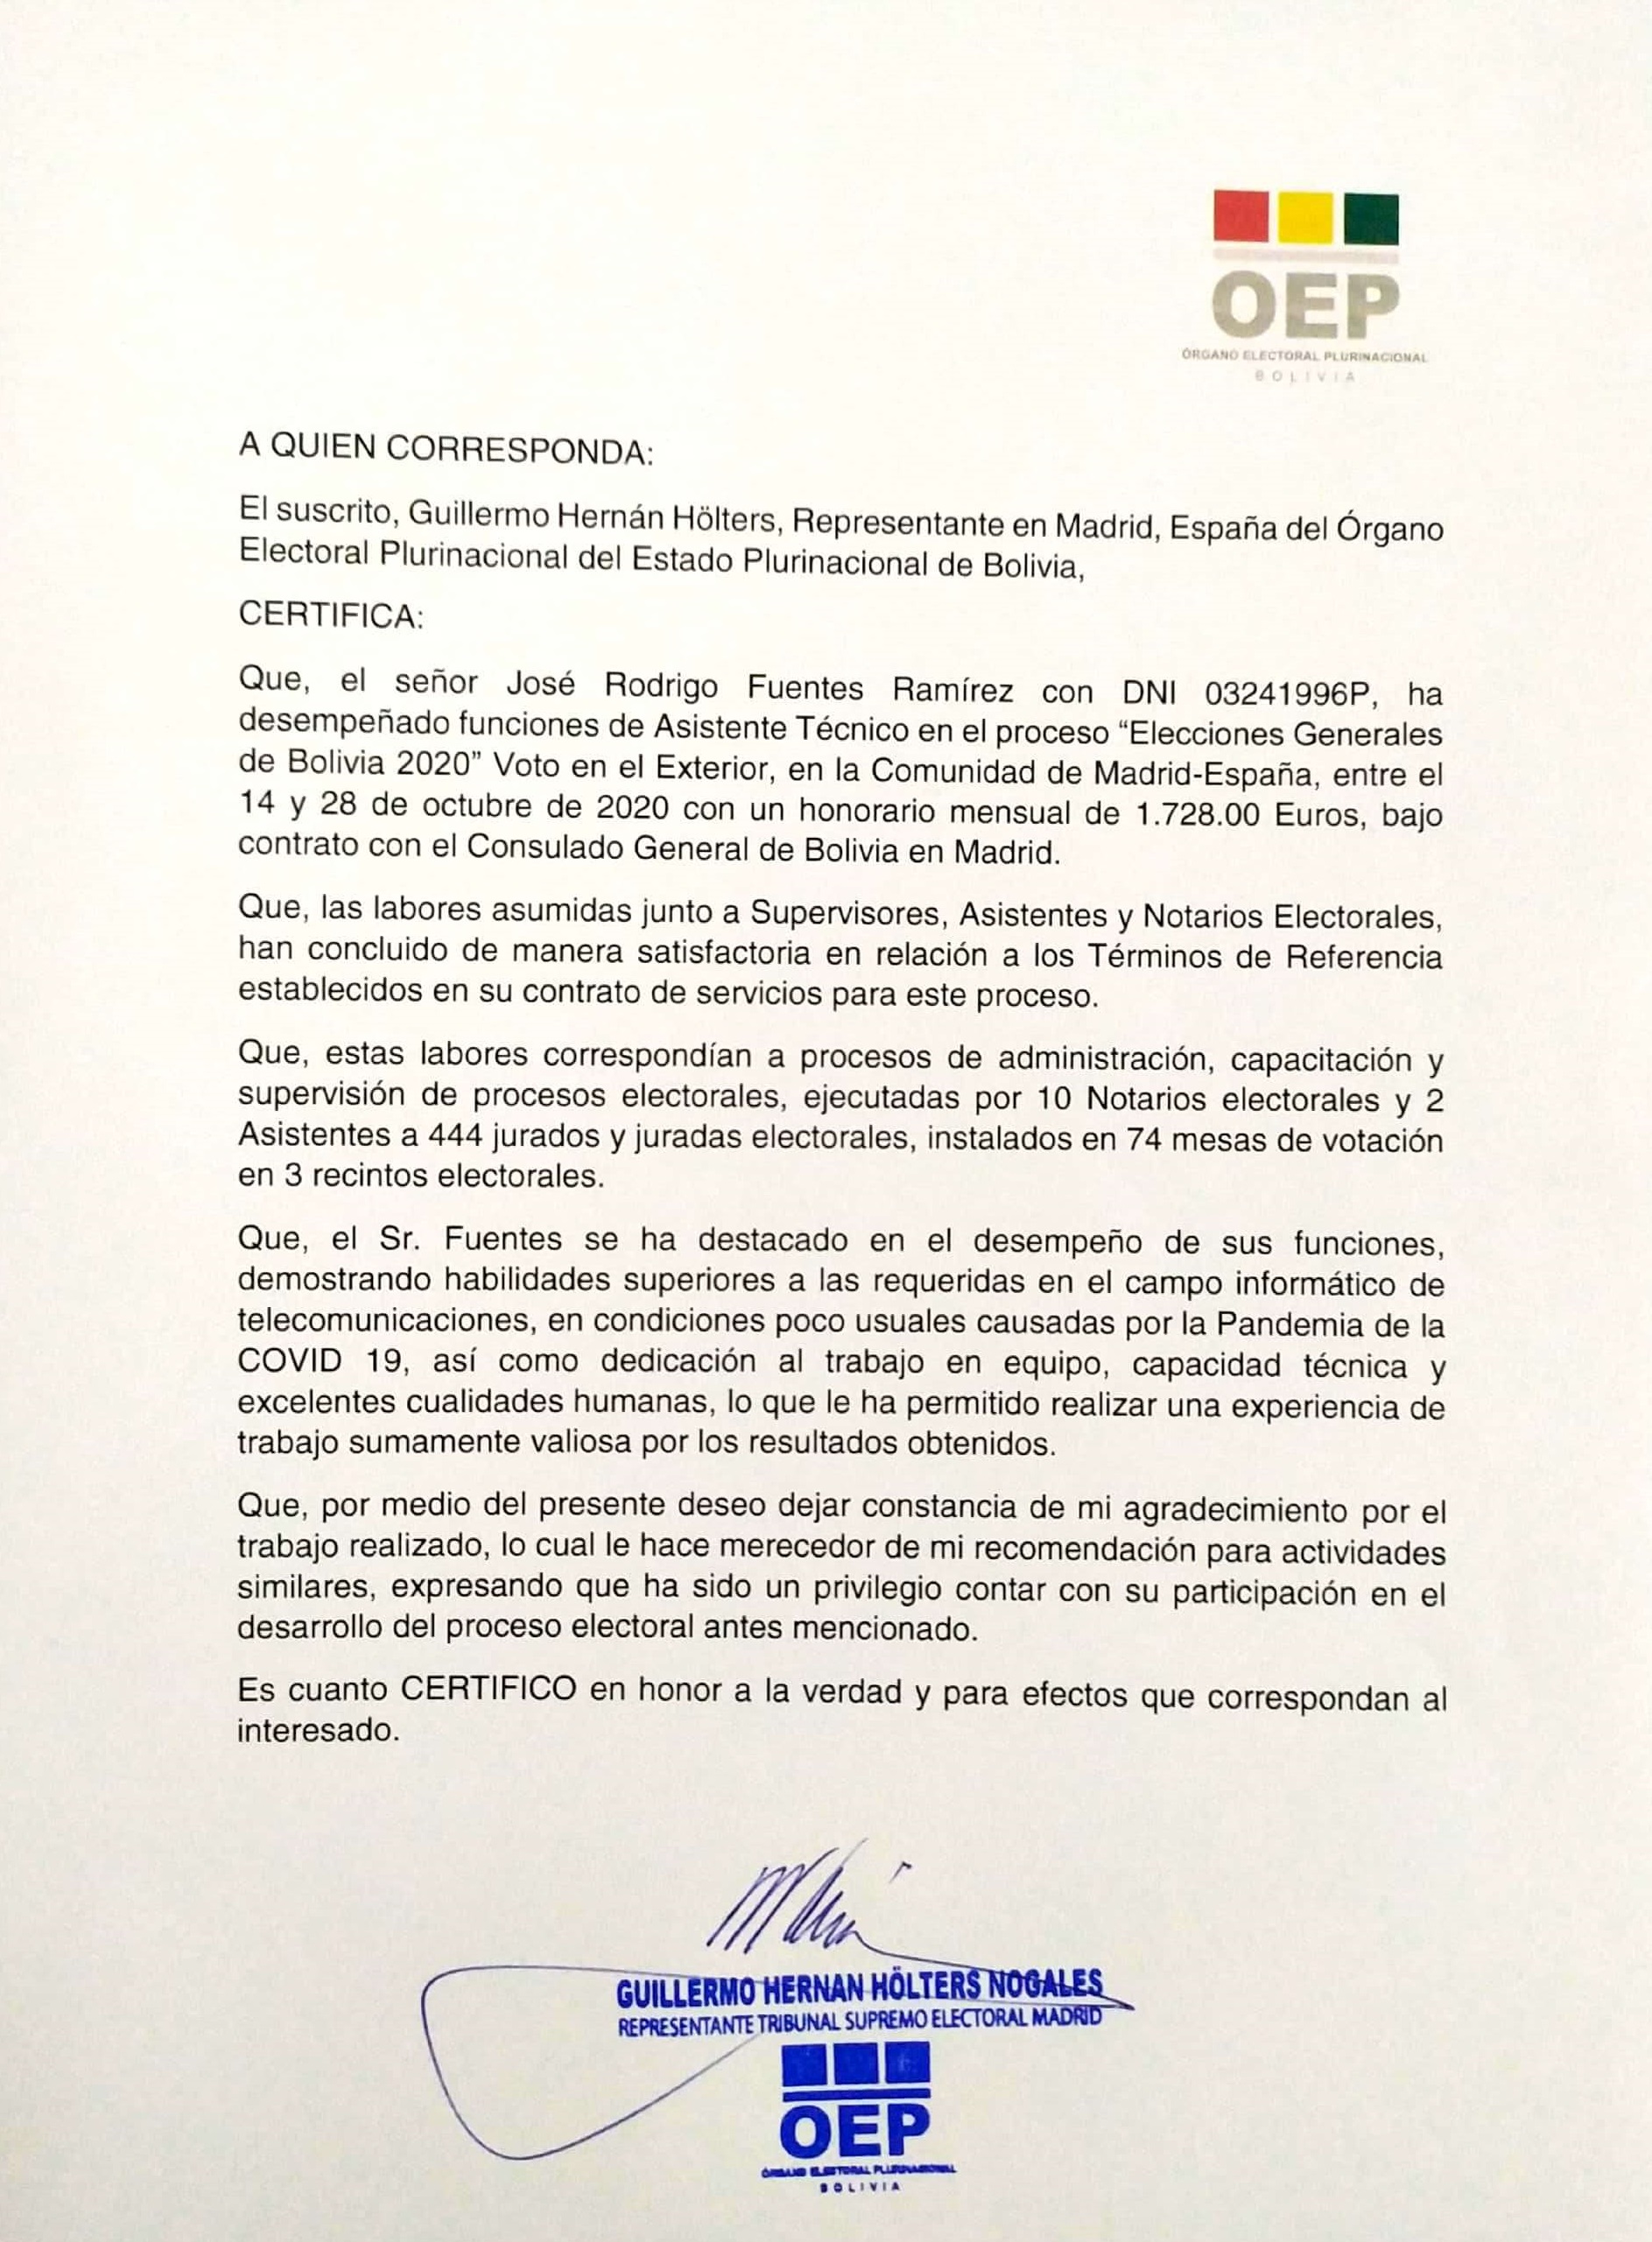 OEP
ÓRGANO ELECTORAL PLURINACIONAL
BOLIVIA
A QUIEN CORRESPONDA:
El suscrito, Guillermo Hernán Hölters, Representante en Madrid, España del Órgano
Electoral Plurinacional del Estado Plurinacional de Bolivia,
CERTIFICA:
Que, el señor José Rodrigo Fuentes Ramírez con DNI 03241996P, ha
desempeñado funciones de Asistente Técnico en el proceso “Elecciones Generales
de Bolivia 2020” Voto en el Exterior, en la Comunidad de Madrid-España, entre el
14 y 28 de octubre de 2020 con un honorario mensual de 1.728.00 Euros, bajo
contrato con el Consulado General de Bolivia en Madrid.
Que, las labores asumidas junto a Supervisores, Asistentes y Notarios Electorales,
han concluido de manera satisfactoria en relación a los Términos de Referencia
establecidos en su contrato de servicios para este proceso.
Que, estas labores correspondían a procesos de administración, capacitación y
supervisión de procesos electorales, ejecutadas por 10 Notarios electorales y 2
Asistentes a 444 jurados y juradas electorales, instalados en 74 mesas de votación
en 3 recintos electorales.
Que, el Sr. Fuentes se ha destacado en el desempeño de sus funciones,
demostrando habilidades superiores a las requeridas en el campo informático de
telecomunicaciones, en condiciones poco usuales causadas por la Pandemia de la
COVID 19, así como dedicación al trabajo en equipo, capacidad técnica y
excelentes cualidades humanas, lo que le ha permitido realizar una experiencia de
trabajo sumamente valiosa por los resultados obtenidos.
Que, por medio del presente deseo dejar constancia de mi agradecimiento por el
trabajo realizado, lo cual le hace merecedor de mi recomendación para actividades
similares, expresando que ha sido un privilegio contar con su participación en el
desarrollo del proceso electoral antes mencionado.
Es cuanto CERTIFICO en honor a la verdad y para efectos que correspondan al
interesado.
GUILLERMO HERNAN HÖLTERS NOGALES
REPRESENTANTE TRIBUNAL SUPREMO ELECTORAL MADRID
OEP
ÓRGANO ELECTORAL PLURINACIONAL
BOLIVIA